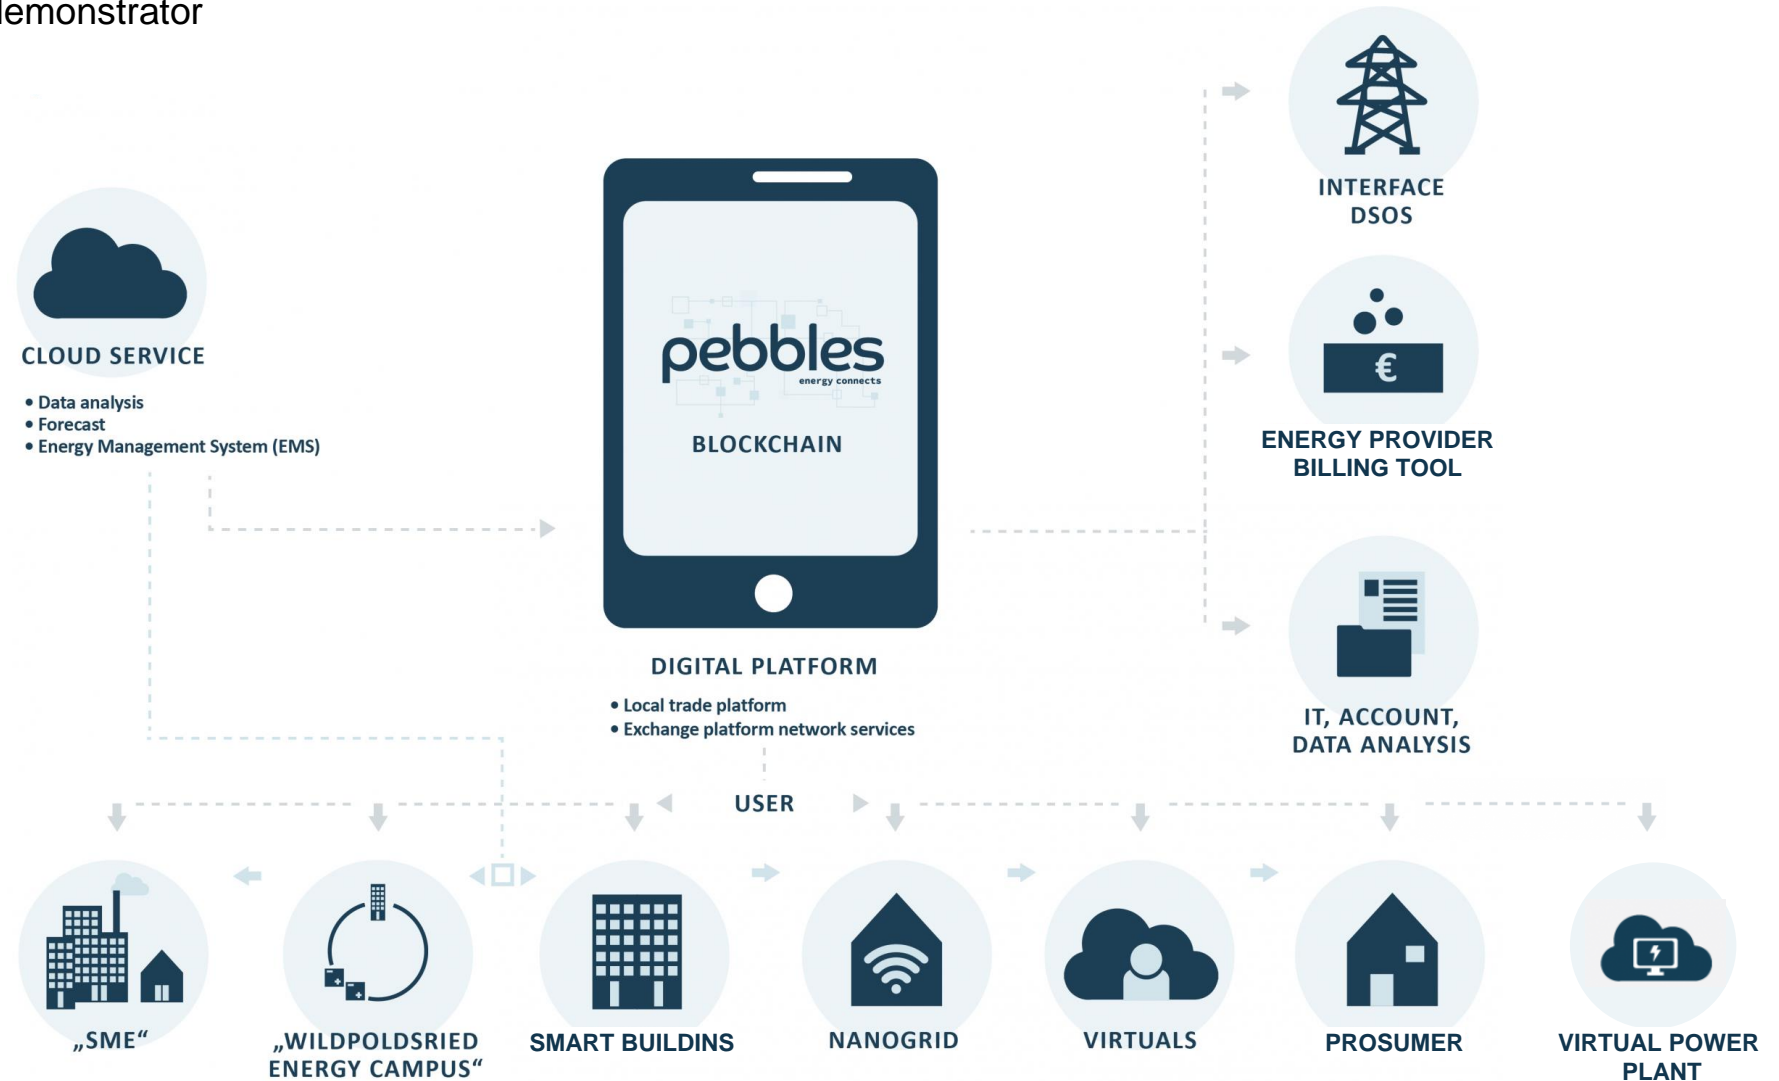 lemonstrator
INTERFACE
DSOS
CLOUD SERVICE
• Data analysis
• Forecast
• Energy Management System (EMS)
pebbles
energy connects
BLOCKCHAIN
€
ENERGY PROVIDER
BILLING TOOL
DIGITAL PLATFORM
• Local trade platform
• Exchange platform network services
IT, ACCOUNT,
DATA ANALYSIS
USER
„SME“
„WILDPOLDSRIED
ENERGY CAMPUS“
SMART BUILDINS
NANOGRID
VIRTUALS
PROSUMER
VIRTUAL POWER
PLANT